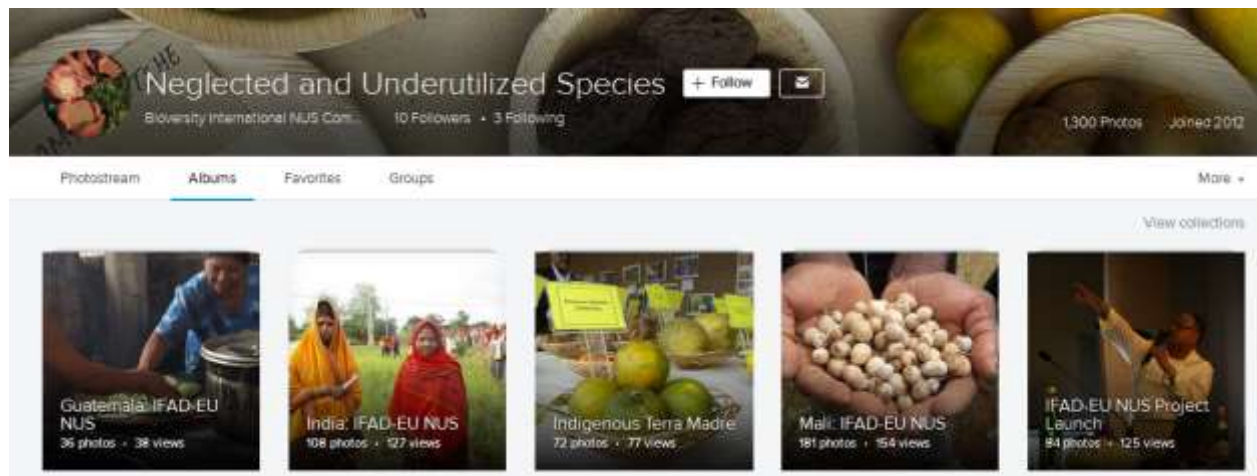 Neglected and Underutilized Species
+ Follow
Bioversity International NUS Com...
10 Followers • 3 Following
1,300 Photos Joined 2012
Photostream Albums Favorites Groups More
View collections
Guatemala: IFAD-EU
NUS
36 photos • 38 views
India: IFAD-EU NUS
108 photos • 127 views
Indigenous Terra Madre
72 photos • 77 views
Mali: IFAD-EU NUS
181 photos • 154 views
IFAD-EU NUS Project
Launch
84 photos • 125 views